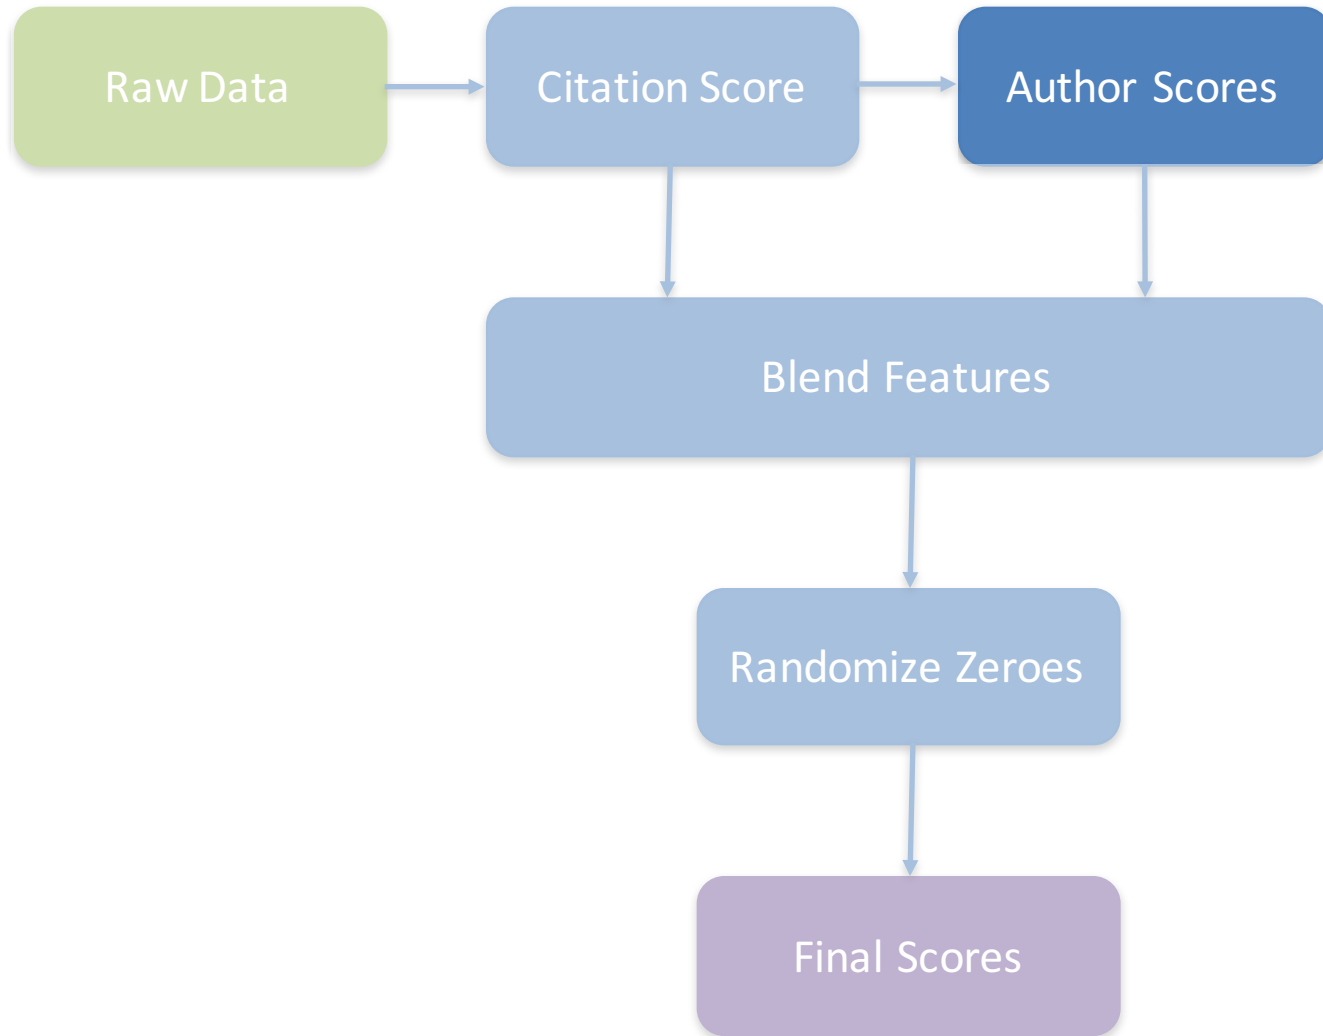 Raw Data
Citation Score
Author Scores
Blend Features
Randomize Zeroes
Final Scores